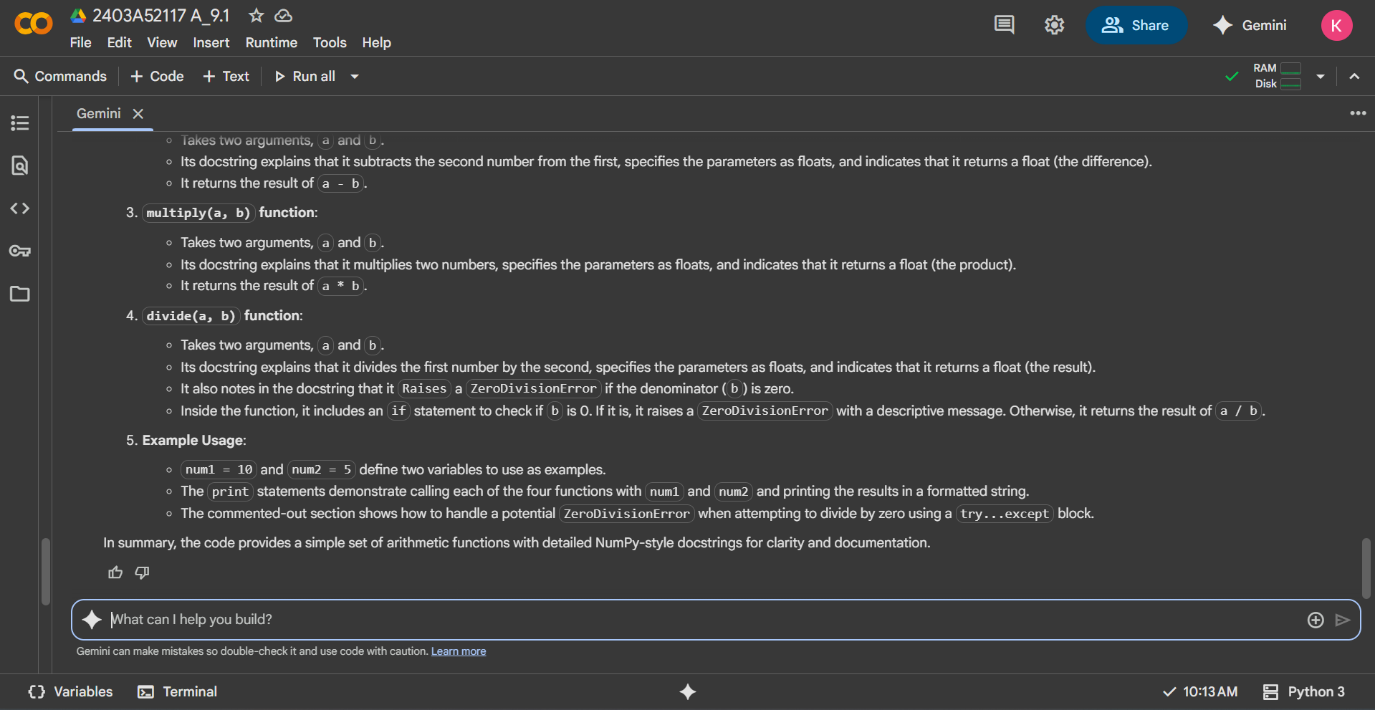 2403A52117 A_9.1
File Edit View Insert Runtime Tools Help
Share
Gemini
K
Commands + Code + Text Run all
RAM
Disk
Gemini
Takes two arguments, a and b.
Its docstring explains that it subtracts the second number from the first, specifies the parameters as floats, and indicates that it returns a float (the difference).
It returns the result of a - b.
3. multiply(a, b) function:
Takes two arguments, a and b.
Its docstring explains that it multiplies two numbers, specifies the parameters as floats, and indicates that it returns a float (the product).
It returns the result of a * b.
4. divide(a, b) function:
Takes two arguments, a and b.
Its docstring explains that it divides the first number by the second, specifies the parameters as floats, and indicates that it returns a float (the result).
It also notes in the docstring that it Raises a ZeroDivisionError if the denominator (b) is zero.
Inside the function, it includes an if statement to check if b is 0. If it is, it raises a ZeroDivisionError with a descriptive message. Otherwise, it returns the result of a / b.
5. Example Usage:
num1 = 10 and num2 = 5 define two variables to use as examples.
The print statements demonstrate calling each of the four functions with num1 and num2 and printing the results in a formatted string.
The commented-out section shows how to handle a potential ZeroDivisionError when attempting to divide by zero using a try...except block.
In summary, the code provides a simple set of arithmetic functions with detailed NumPy-style docstrings for clarity and documentation.
What can I help you build?
Gemini can make mistakes so double-check it and use code with caution. Learn more
Variables Terminal
10:13 AM
Python 3